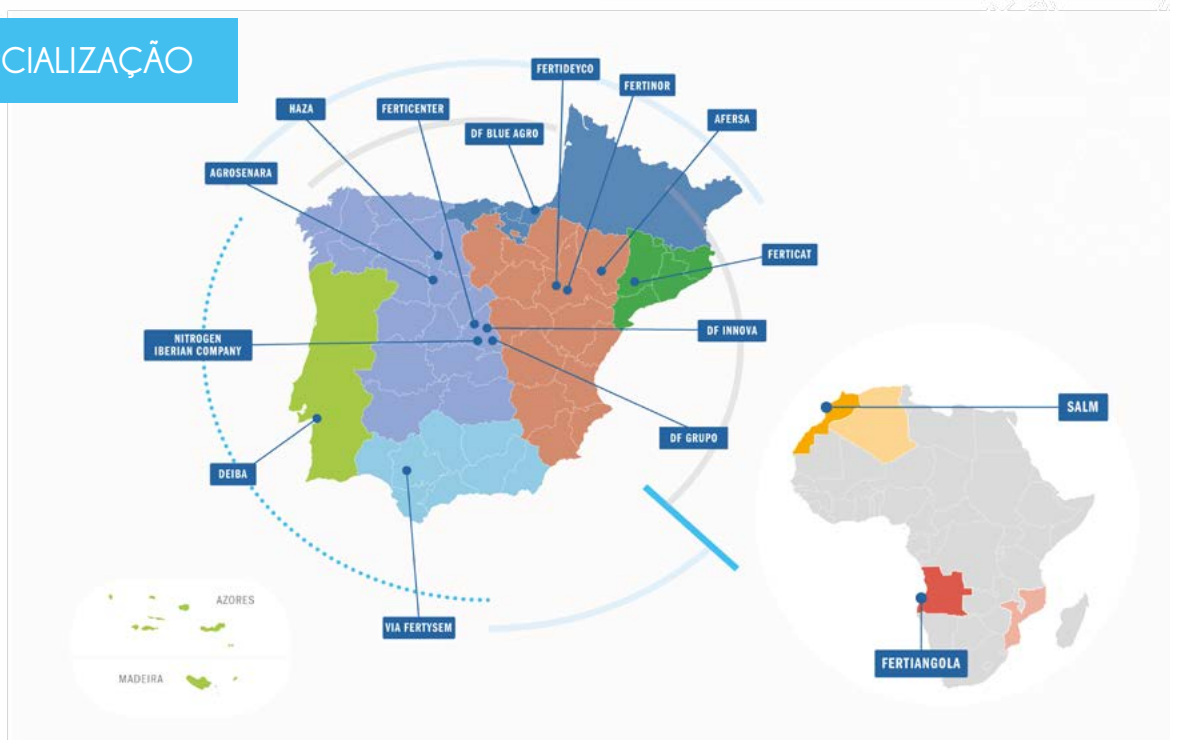 CIALIZAÇÃO
FERTIDEYCO
FERTINOR
HAZA
FERTICENTER
AFERSA
DF BLUE AGRO
AGROSENARA
FERTICAT
DF INNOVA
NITROGEN
IBERIAN COMPANY
SALM
DF GRUPO
DEIBA
AZORES
VIA FERTYSEM
FERTIANGOLA
MADEIRA